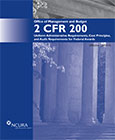 Office of Management and Budget
2 CFR 200
Uniform Administrative Requirements, Cost Principles,
and Audit Requirements for Federal Awards
NCURA